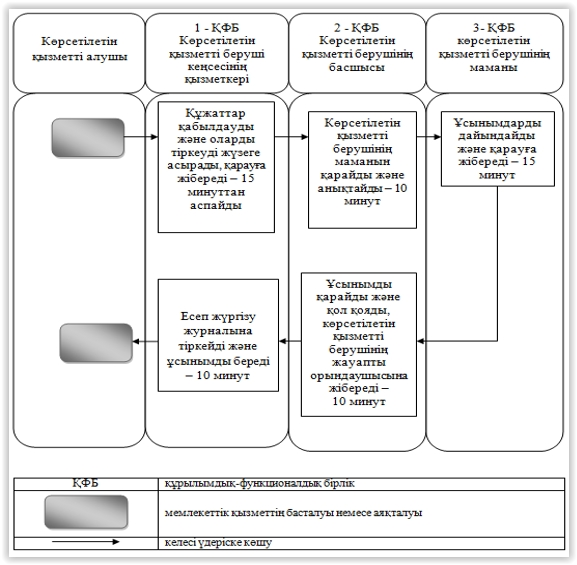 Көрсетілетін
қызметті алушы
1 - ҚФБ
Көрсетілетін
қызметті беруші
кеңсесінің
қызметкері
2 - ҚФБ
Көрсетілетін
қызметті берушінің
басшысы
3- ҚФБ
көрсетілетін
қызметті берушінің
маманы
Құжаттар
қабылдауды
және оларды
тіркеуді жүзеге
асырады, қарауға
жібереді – 15
минуттан
аспайды
Көрсетілетін
қызметті
берушінің
маманын
қарайды және
анықтайды – 10
минут
Ұсынымдарды
дайындайды
және қарауға
жібереді – 15
минут
Есеп жүргізу
журналына
тіркейді және
ұсынымды береді
– 10 минут
Ұсынымды
қарайды және
қол қояды,
көрсетілетін
қызметті
берушінің
жауапты
орындаушысына
жібереді –
10 минут
ҚФБ
құрылымдық-функционалдық бірлік
мемлекеттік қызметтің басталуы немесе аяқталуы
келесі үдеріске көшу